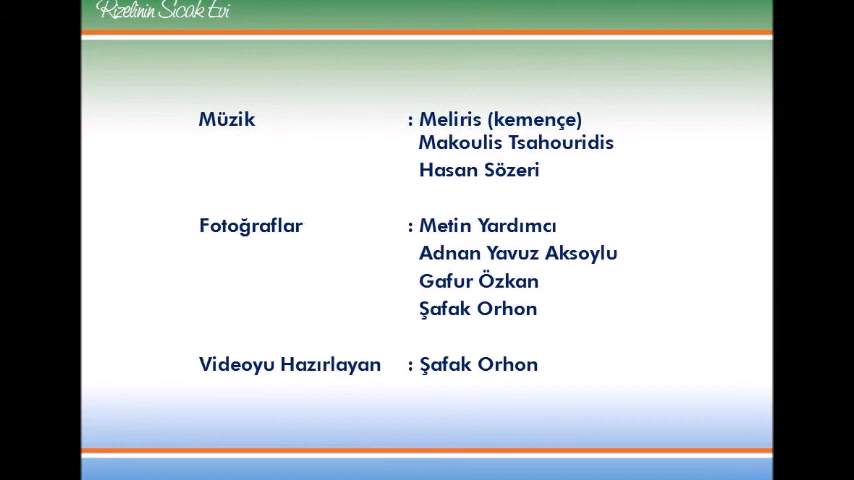 Rizelinin Sıcak Evi
Müzik : Meliris (kemençe)
Makoulis Tsahouridis
Hasan Sözeri
Fotoğraflar : Metin Yardımcı
Adnan Yavuz Aksoylu
Gafur Özkan
Şafak Orhon
Videoyu Hazırlayan : Şafak Orhon